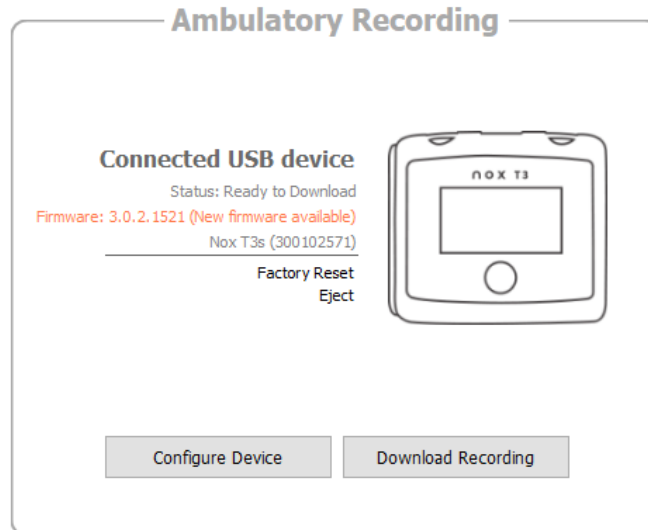 Ambulatory Recording
Connected USB device
Status: Ready to Download
Firmware: 3.0.2.1521 (New firmware available)
Nox T3s (300102571)
Factory Reset
Eject
nox T3
Configure Device
Download Recording